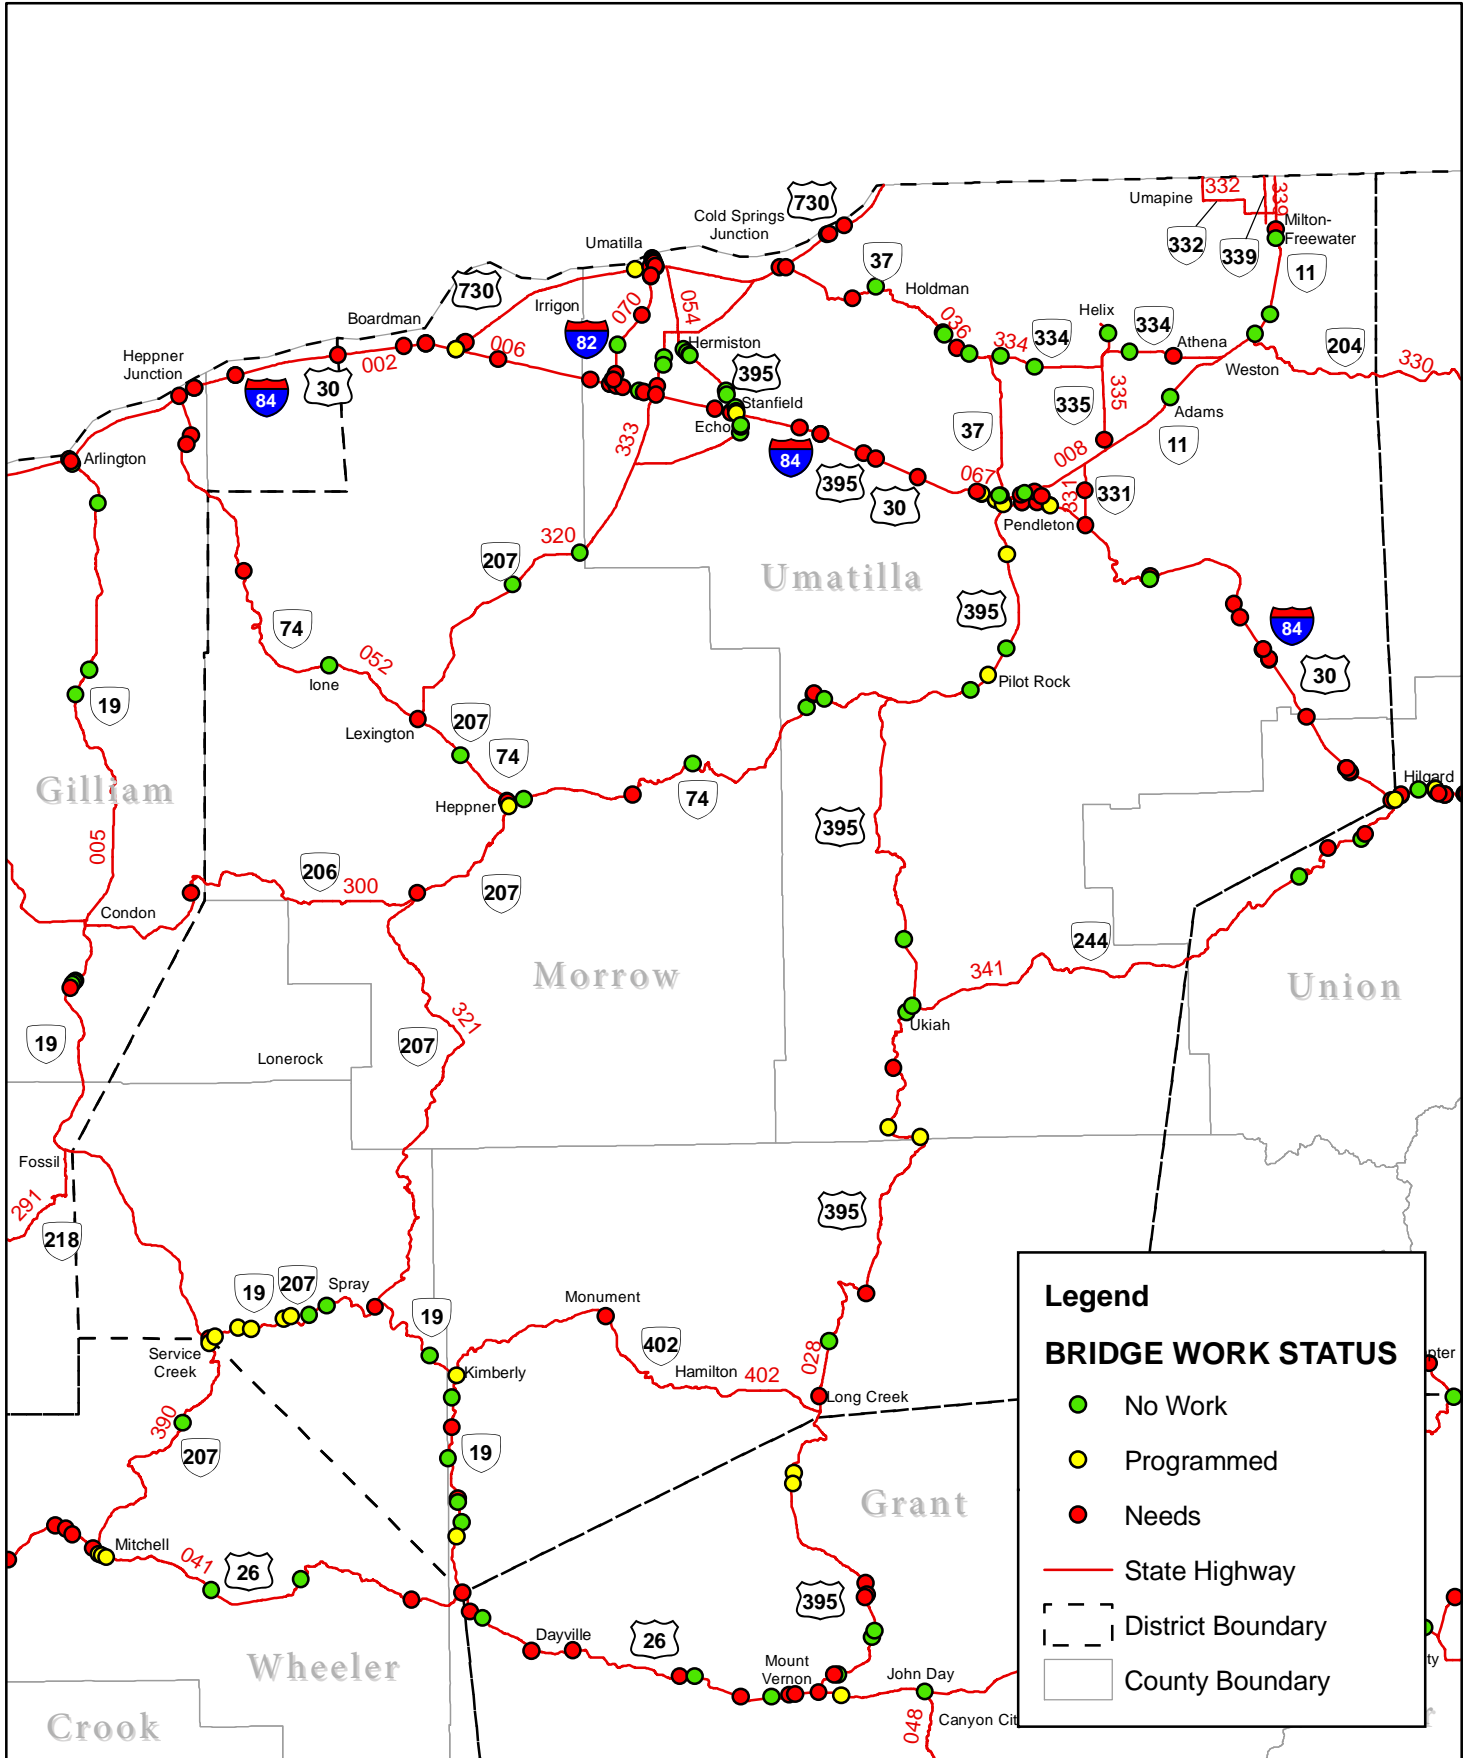 730
Cold Springs
Junction
Umapine
332
339
Milton-
Freewater
332
339
11
Umatilla
37
Holdman
730
Irrigon
070
054
036
Boardman
82
Hermiston
334
334
Helix
334
Athena
204
330
Weston
Heppner
Junction
002
006
30
84
395
Stanfield
Echo
335
335
Adams
11
37
008
Arlington
333
84
395
30
067
331
331
Pendleton
320
207
Umatilla
395
84
30
74
052
Ione
Pilot Rock
19
Lexington
207
74
Gilliam
Heppner
74
Hilgard
395
005
206
300
207
Condon
244
341
Morrow
Union
321
Ukiah
19
207
Lonerock
Fossil
291
218
395
19
207
Spray
19
Monument
402
028
Service
Creek
Kimberly
Hamilton
402
Long Creek
390
207
19
Grant
Mitchell
041
26
395
Dayville
26
Mount
Vernon
John Day
Wheeler
Crook
048
Canyon Cit
nter
ty
r
Legend
BRIDGE WORK STATUS
No Work
Programmed
Needs
State Highway
District Boundary
County Boundary